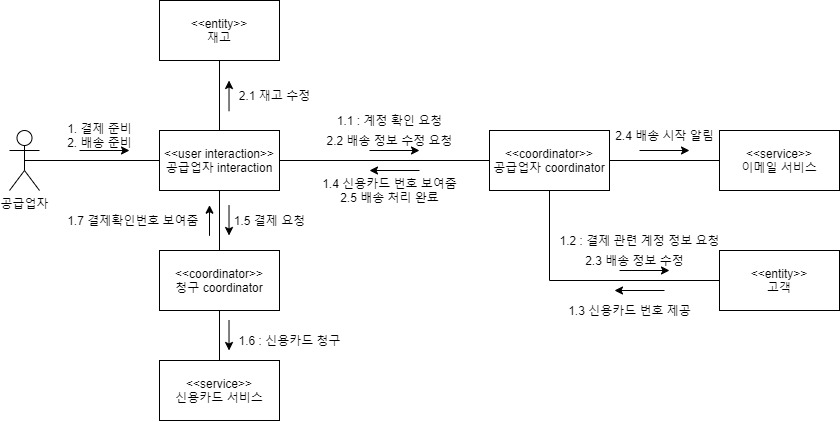 <<entity>>
재고
2.1 재고 수정
1. 결제 준비
2. 배송 준비
공급업자
<<user interaction>>
공급업자 interaction
1.1 : 계정 확인 요청
2.2 배송 정보 수정 요청
1.4 신용카드 번호 보여줌
2.5 배송 처리 완료
<<coordinator>>
공급업자 coordinator
2.4 배송 시작 알림
<<service>>
이메일 서비스
1.7 결제확인번호 보여줌
1.5 결제 요청
<<coordinator>>
청구 coordinator
1.2 : 결제 관련 계정 정보 요청
2.3 배송 정보 수정
1.3 신용카드 번호 제공
<<entity>>
고객
1.6 : 신용카드 청구
<<service>>
신용카드 서비스